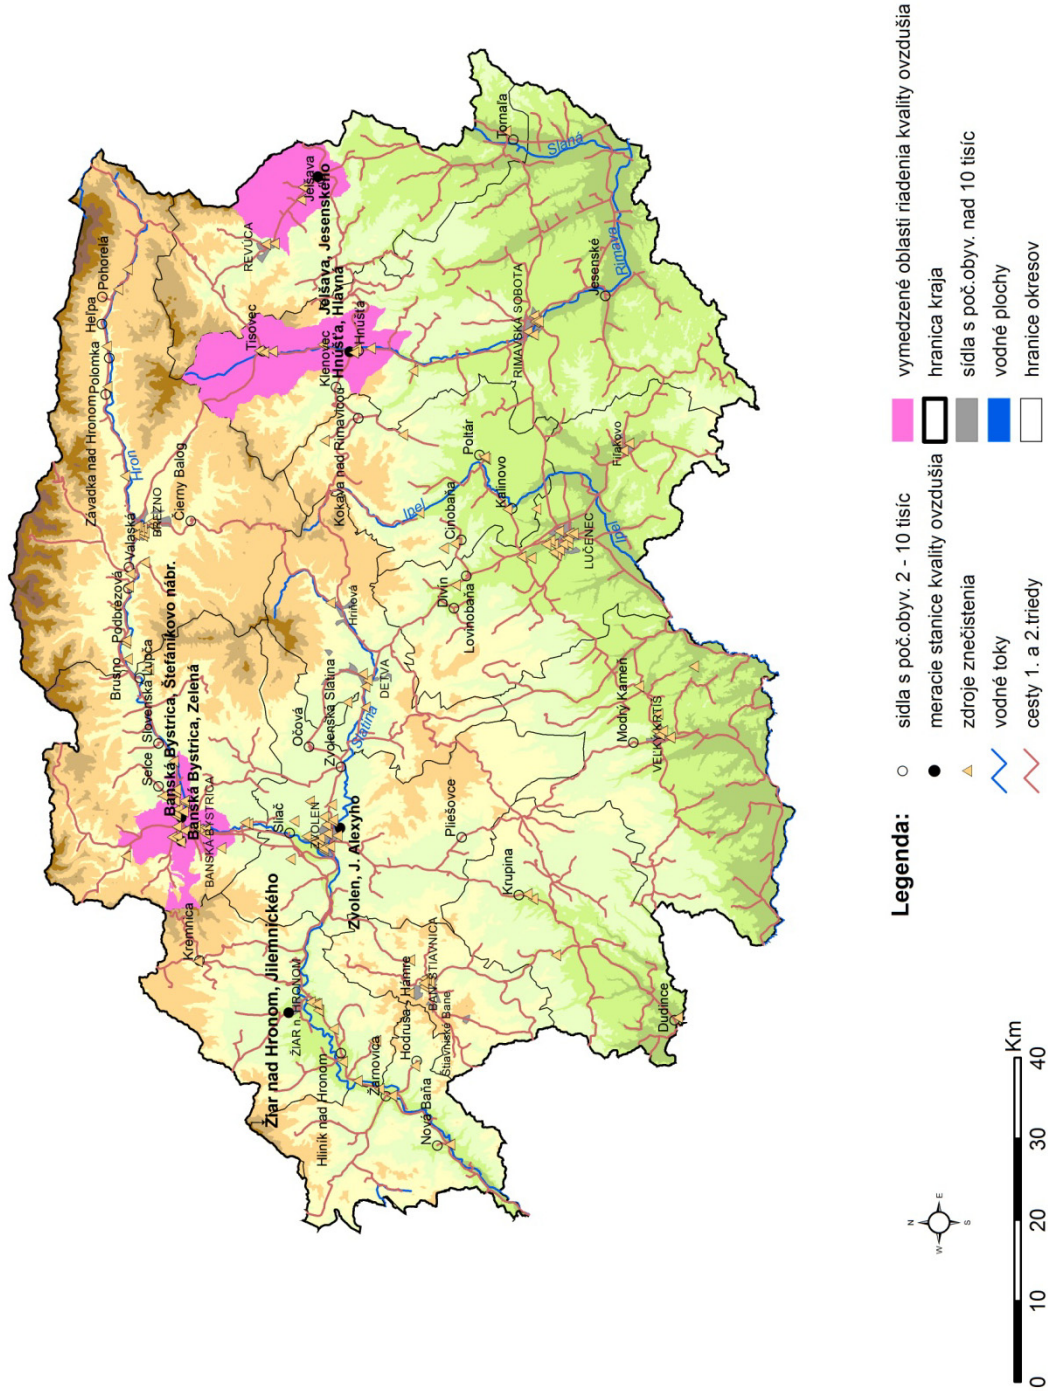 Závadka nad Hronom
Polomka
Heľpa
Pohorelá
Hron
Valaská
BREZNO
Čierny Balog
Podbrezová
Brusno
Slovenská Ľupča
Selce
Banská Bystrica, Štefánikovo nábr.
Banská Bystrica, Zelená
BANSKÁ BYSTRICA
Kremnica
Tisovec
REVÚCA
Jelšava
Jelšava, Jesenského
Hnúšťa, Hlavná
Klenovec
Hnúšťa
Kokava nad Rimavicou
Sliač
ZVOLEN
Zvolen, J. Alexyho
Očová
Zvolenská Slatina
Slatina
DETVA
Hriňová
Žiar nad Hronom, Jilemnického
ŽIAR n. HRONOM
Hliník nad Hronom
Žarnovica
Hodruša - Hámre
BAN. ŠTIAVNICA
Štiavnické Bane
Nová Baňa
Pliešovce
Krupina
Dudince
Divín
Lovinobaňa
Cinobaňa
Ipeľ
Poltár
Kalinovo
LUČENEC
Ipeľ
Fiľakovo
RIMAVSKÁ SOBOTA
Jesenské
Rimava
Slaná
Tornaľa
Modrý Kameň
VEĽKÝ KRTÍŠ
Legenda:
sídla s poč.obyv. 2 - 10 tisíc
meracie stanice kvality ovzdušia
zdroje znečistenia
vodné toky
cesty 1. a 2.triedy
vymedzené oblasti riadenia kvality ovzdušia
hranica kraja
sídla s poč.obyv. nad 10 tisíc
vodné plochy
hranice okresov
N
W
E
S
0 10 20 30 40
Km